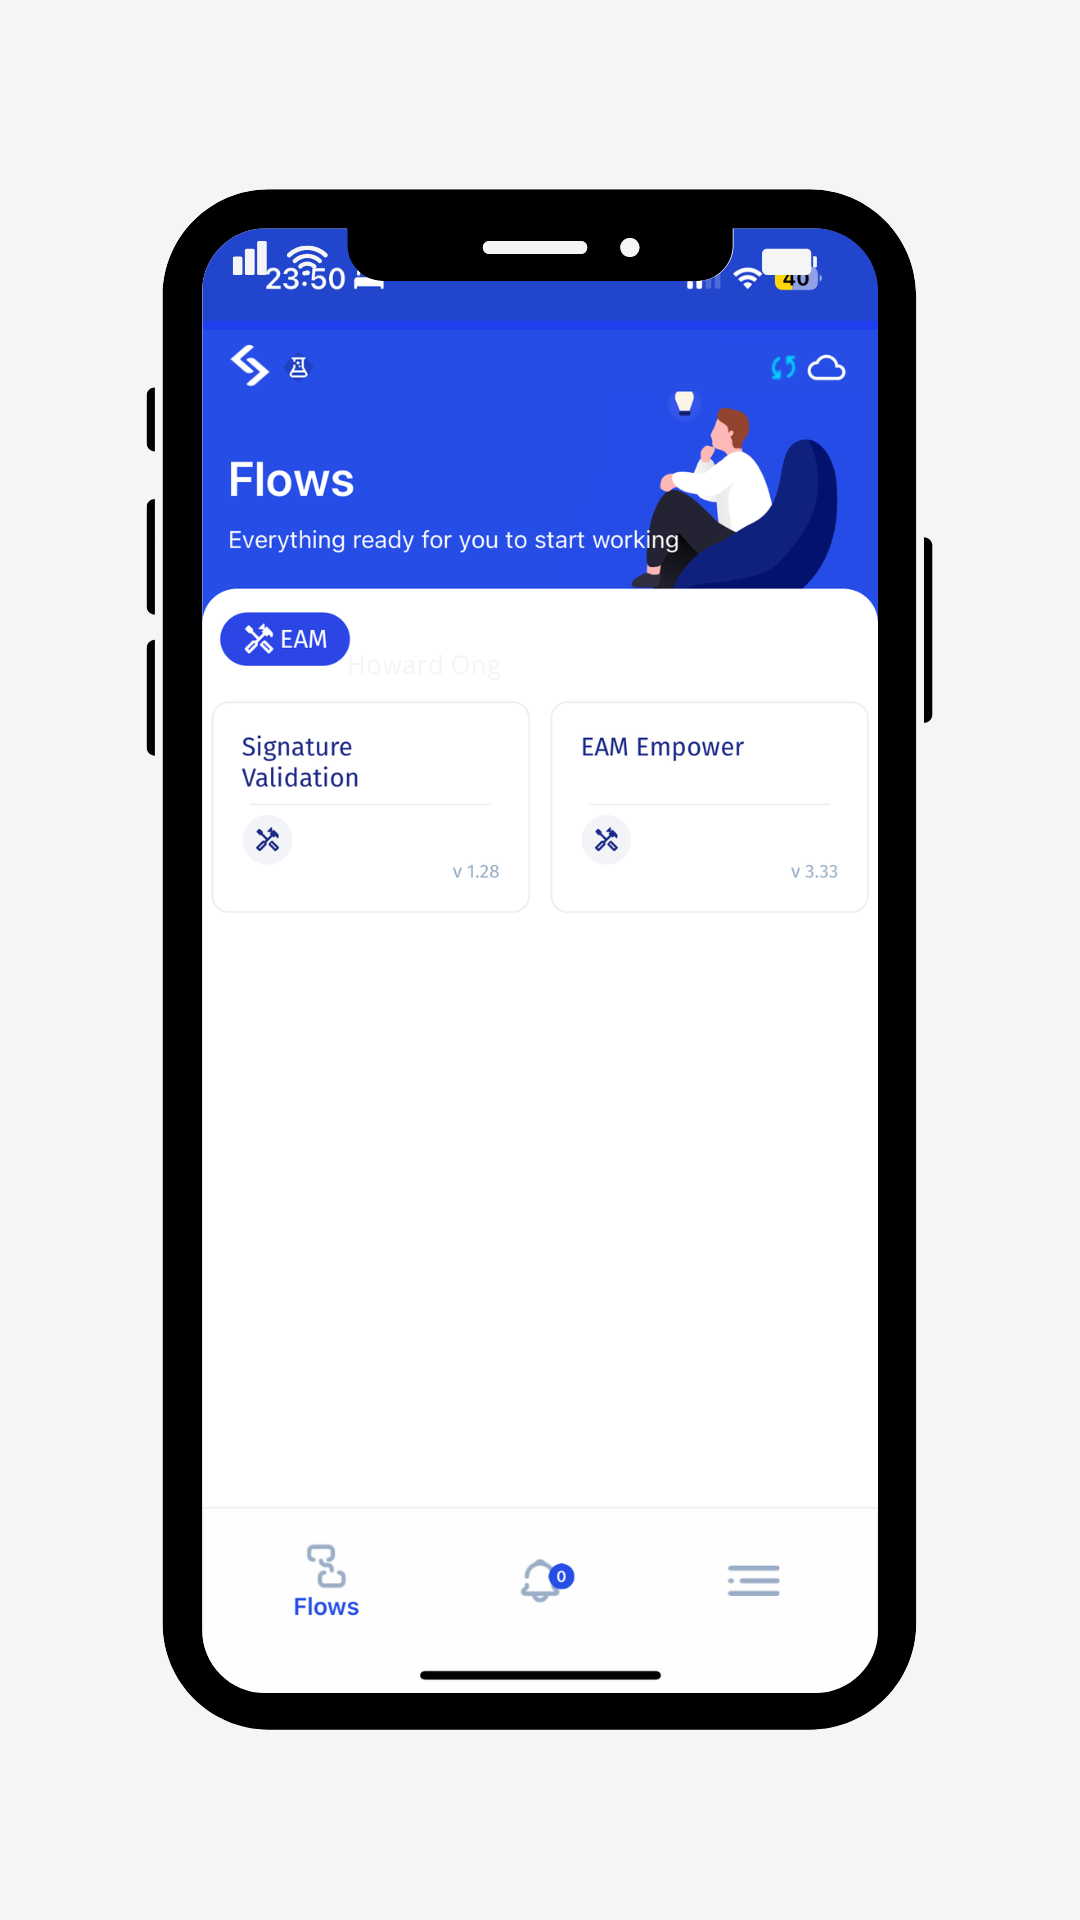 23:50
40
Flows
Everything ready for you to start working
EAM
Howard Ong
Signature
Validation
v 1.28
EAM Empower
v 3.33
Flows
0